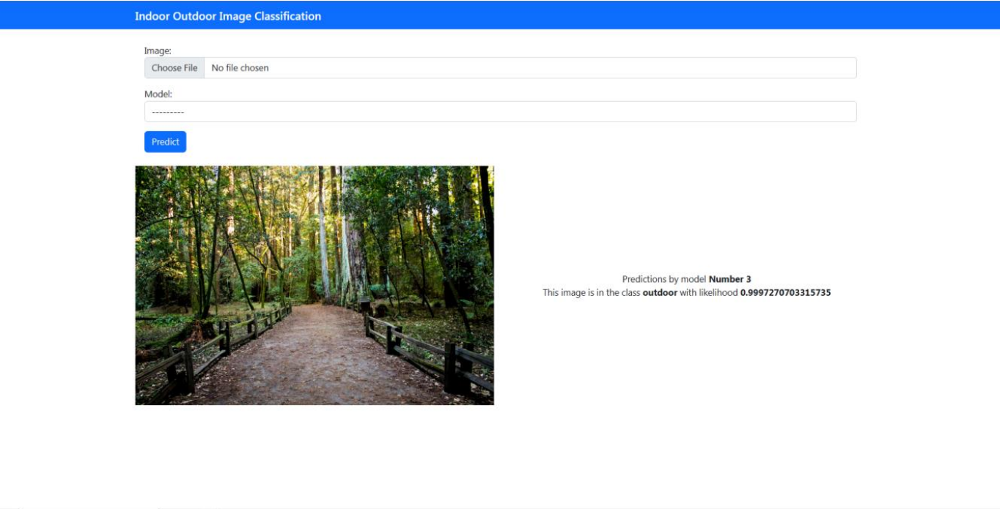 Indoor Outdoor Image Classification
Image:
Choose File No file chosen
Model:
---------
Predict
Predictions by model Number 3
This image is in the class outdoor with likelihood 0.9997270703315735